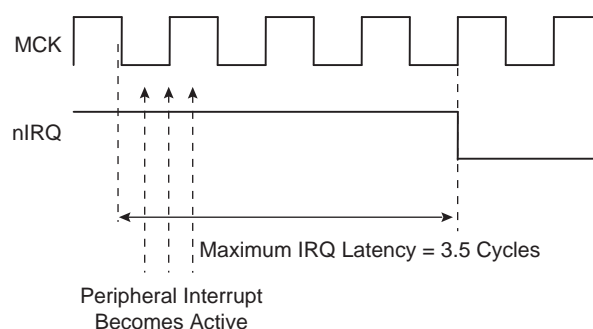 MCK
nIRQ
Maximum IRQ Latency = 3.5 Cycles
Peripheral Interrupt
Becomes Active